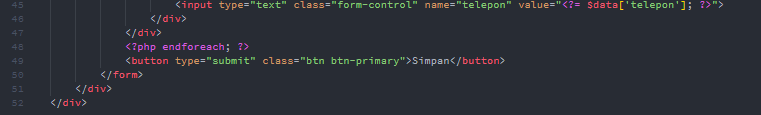 45 <input type="text" class="form-control" name="telepon" value="<?= $data['telepon']; ?>">
46 </div>
47 </div>
48 <?php endforeach; ?>
49 <button type="submit" class="btn btn-primary">Simpan</button>
50 </form>
51 </div>
52 </div>